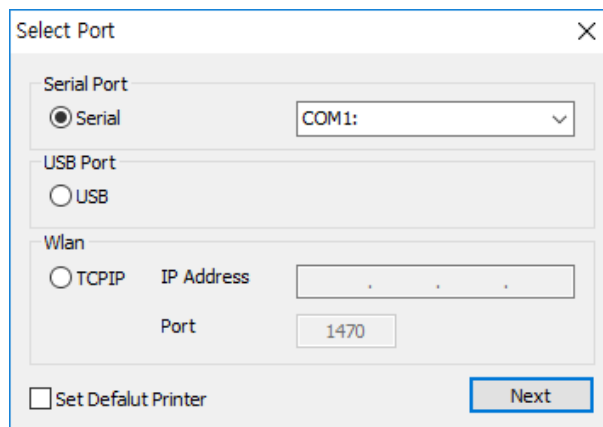 Select Port
Serial Port
Serial COM1:
USB Port
USB
Wlan
TCPIP IP Address . . .
Port 1470
Set Defalut Printer Next